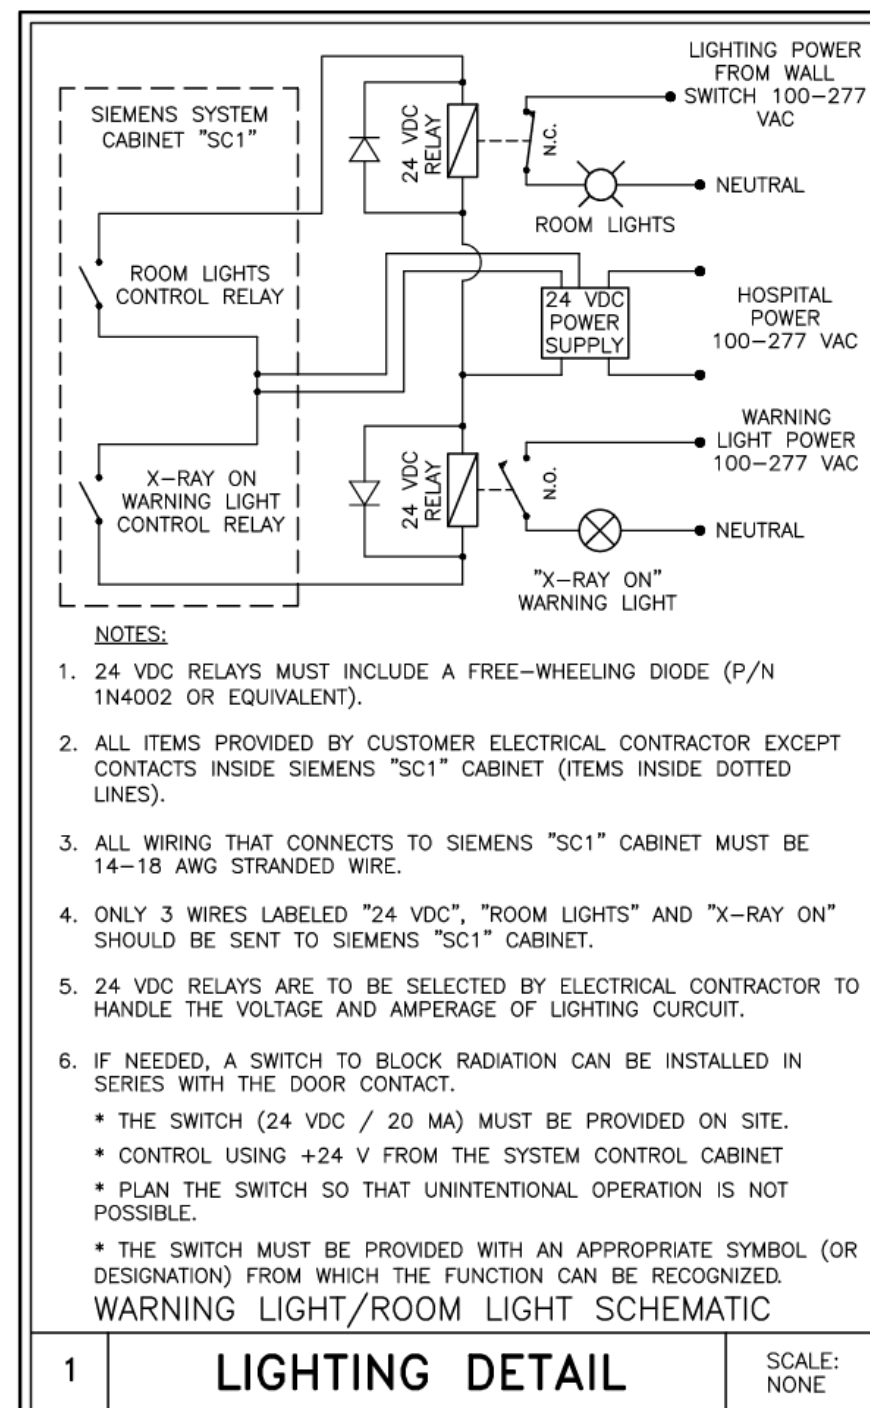 SIEMENS SYSTEM
CABINET "SC1"
24 VDC
RELAY
N.C.
LIGHTING POWER
FROM WALL
SWITCH 100-277
VAC
NEUTRAL
ROOM LIGHTS
ROOM LIGHTS
CONTROL RELAY
24 VDC
POWER
SUPPLY
HOSPITAL
POWER
100-277 VAC
X-RAY ON
WARNING LIGHT
CONTROL RELAY
24 VDC
RELAY
N.O.
WARNING
LIGHT POWER
100-277 VAC
NEUTRAL
"X-RAY ON"
WARNING LIGHT
NOTES:
1. 24 VDC RELAYS MUST INCLUDE A FREE-WHEELING DIODE (P/N
1N4002 OR EQUIVALENT).
2. ALL ITEMS PROVIDED BY CUSTOMER ELECTRICAL CONTRACTOR EXCEPT
CONTACTS INSIDE SIEMENS "SC1" CABINET (ITEMS INSIDE DOTTED
LINES).
3. ALL WIRING THAT CONNECTS TO SIEMENS "SC1" CABINET MUST BE
14-18 AWG STRANDED WIRE.
4. ONLY 3 WIRES LABELED "24 VDC", "ROOM LIGHTS" AND "X-RAY ON"
SHOULD BE SENT TO SIEMENS "SC1" CABINET.
5. 24 VDC RELAYS ARE TO BE SELECTED BY ELECTRICAL CONTRACTOR TO
HANDLE THE VOLTAGE AND AMPERAGE OF LIGHTING CURCUIT.
6. IF NEEDED, A SWITCH TO BLOCK RADIATION CAN BE INSTALLED IN
SERIES WITH THE DOOR CONTACT.
* THE SWITCH (24 VDC / 20 MA) MUST BE PROVIDED ON SITE.
* CONTROL USING +24 V FROM THE SYSTEM CONTROL CABINET
* PLAN THE SWITCH SO THAT UNINTENTIONAL OPERATION IS NOT
POSSIBLE.
* THE SWITCH MUST BE PROVIDED WITH AN APPROPRIATE SYMBOL (OR
DESIGNATION) FROM WHICH THE FUNCTION CAN BE RECOGNIZED.
WARNING LIGHT/ROOM LIGHT SCHEMATIC
1
LIGHTING DETAIL
SCALE:
NONE